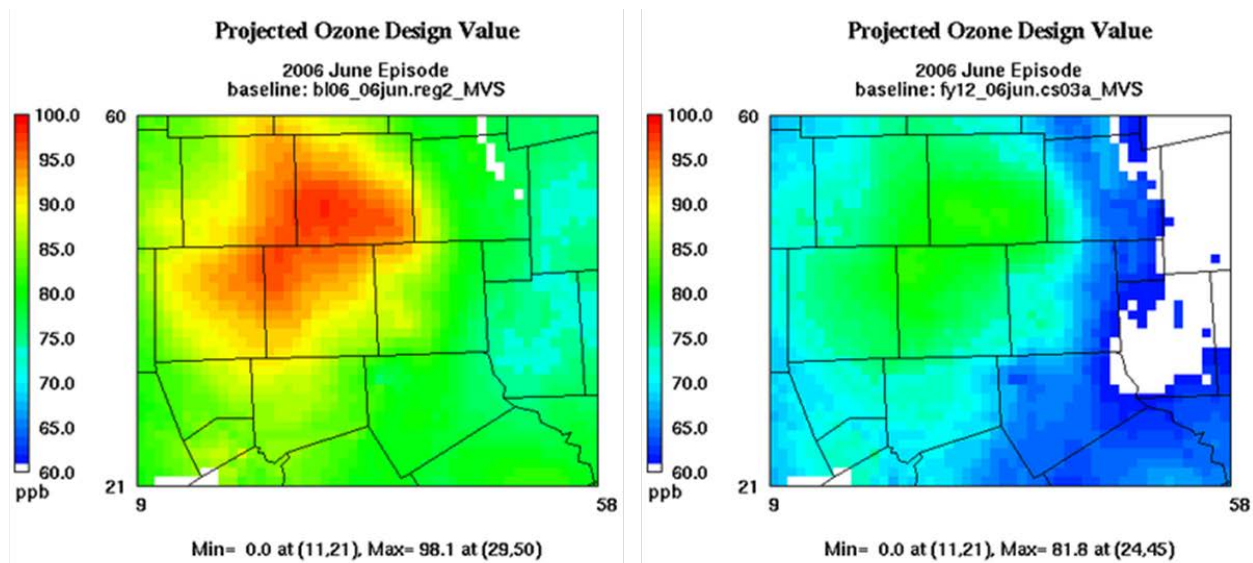 Projected Ozone Design Value
2006 June Episode
baseline: bl06_06jun.reg2_MVS
100.0
95.0
90.0
85.0
80.0
75.0
70.0
65.0
60.0
ppb
60
21
9
58
Min= 0.0 at (11,21), Max= 98.1 at (29,50)
Projected Ozone Design Value
2006 June Episode
baseline: fy12_06jun.cs03a_MVS
100.0
95.0
90.0
85.0
80.0
75.0
70.0
65.0
60.0
ppb
60
21
9
58
Min= 0.0 at (11,21), Max= 81.8 at (24,45)